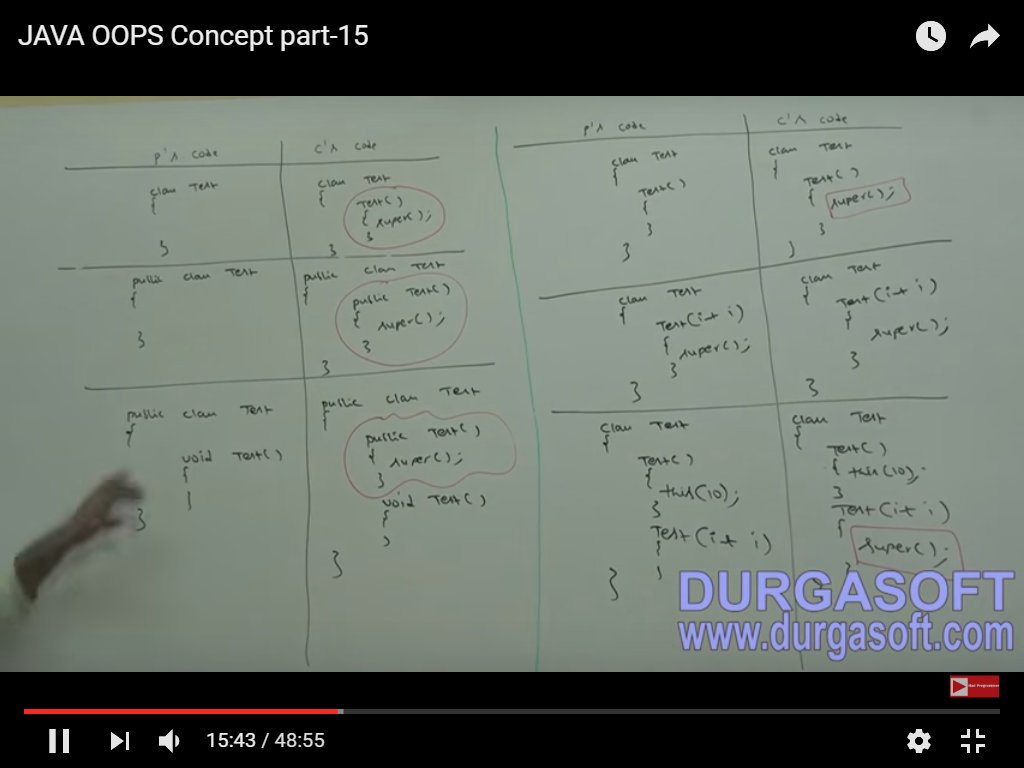 JAVA OOPS Concept part-15
P's code
C's code
class Test
{
}
class Test
{
Test()
{ super();
}
}
public class Test
{
}
public class Test
{
public Test()
{
super();
}
}
public class Test
{
void Test()
{
}
}
public class Test
{
public Test()
{ super();
}
void Test()
{
}
}
P's code
C's code
class Test
{
Test()
{
}
}
class Test
{
Test()
{ super();
}
}
class Test
{
Test(int i)
{ super();
}
}
class Test
{
Test(int i)
{
super();
}
}
class Test
{
Test()
{
this(10);
}
Test(int i)
{
}
}
class Test
{
Test()
{ this(10);
}
Test(int i)
{
super();
}
DURGASOFT
www.durgasoft.com
15:43 / 48:55